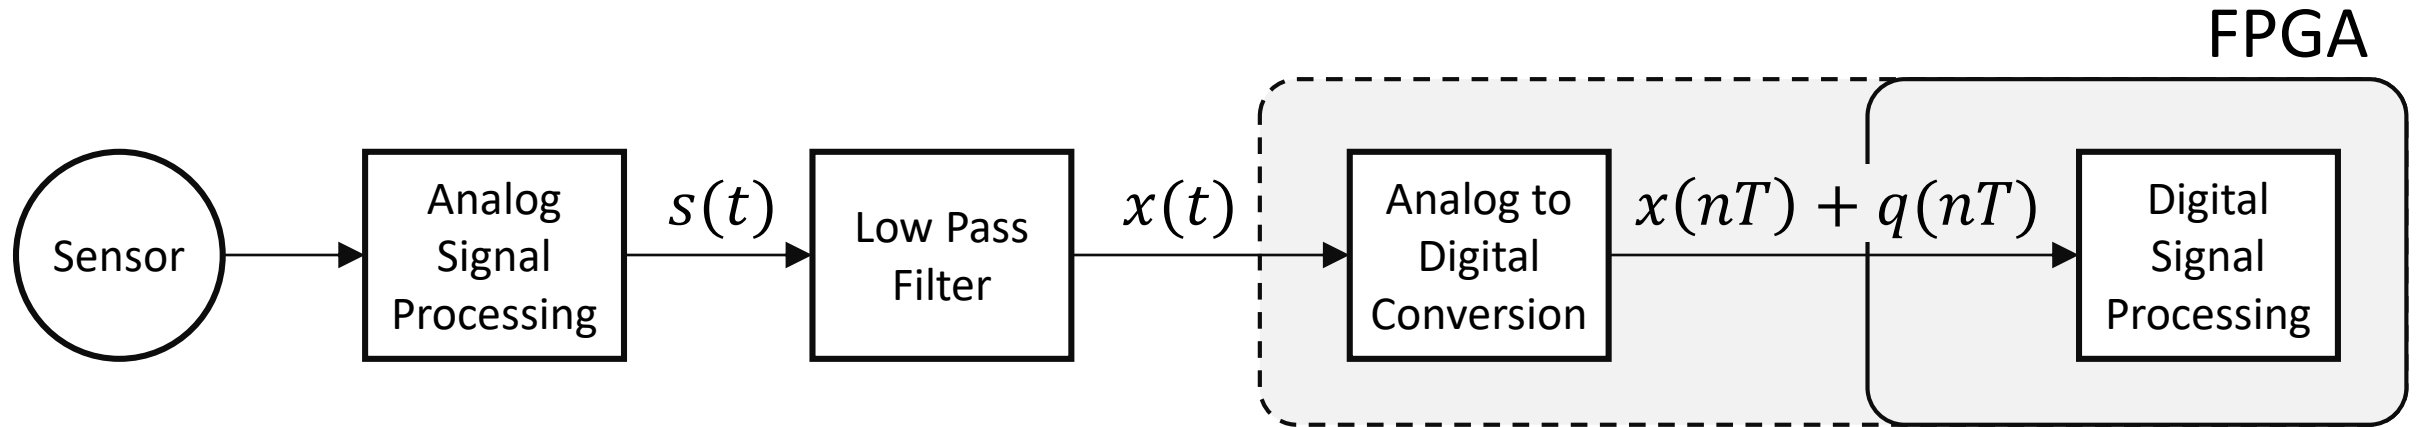 FPGA
Sensor
Analog
Signal
Processing
s(t)
Low Pass
Filter
x(t)
Analog to
Digital
Conversion
x(nT) + q(nT)
Digital
Signal
Processing